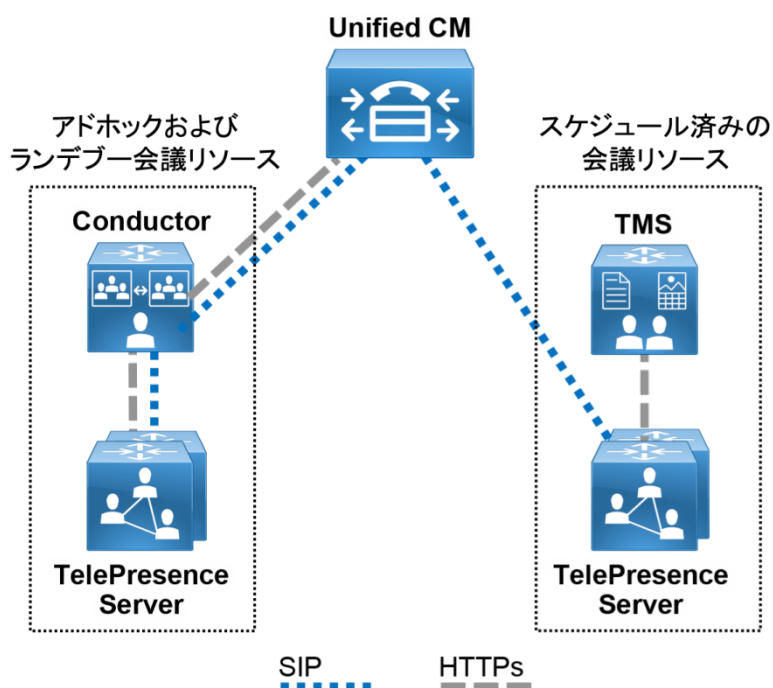 Unified CM
アドホックおよび
ランデブー会議リソース
スケジュール済みの
会議リソース
Conductor
TMS
TelePresence
Server
TelePresence
Server
SIP
HTTPs